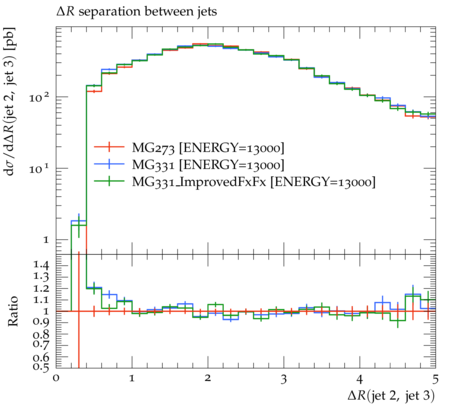 ΔR separation between jets
dσ/dΔR(jet 2, jet 3) [pb]
10²
10¹
1
MG273 [ENERGY=13000]
MG331 [ENERGY=13000]
MG331_ImprovedFxFx [ENERGY=13000]
Ratio
1.4
1.3
1.2
1.1
1
0.9
0.8
0.7
0.6
0.5
0 1 2 3 4 5
ΔR(jet 2, jet 3)